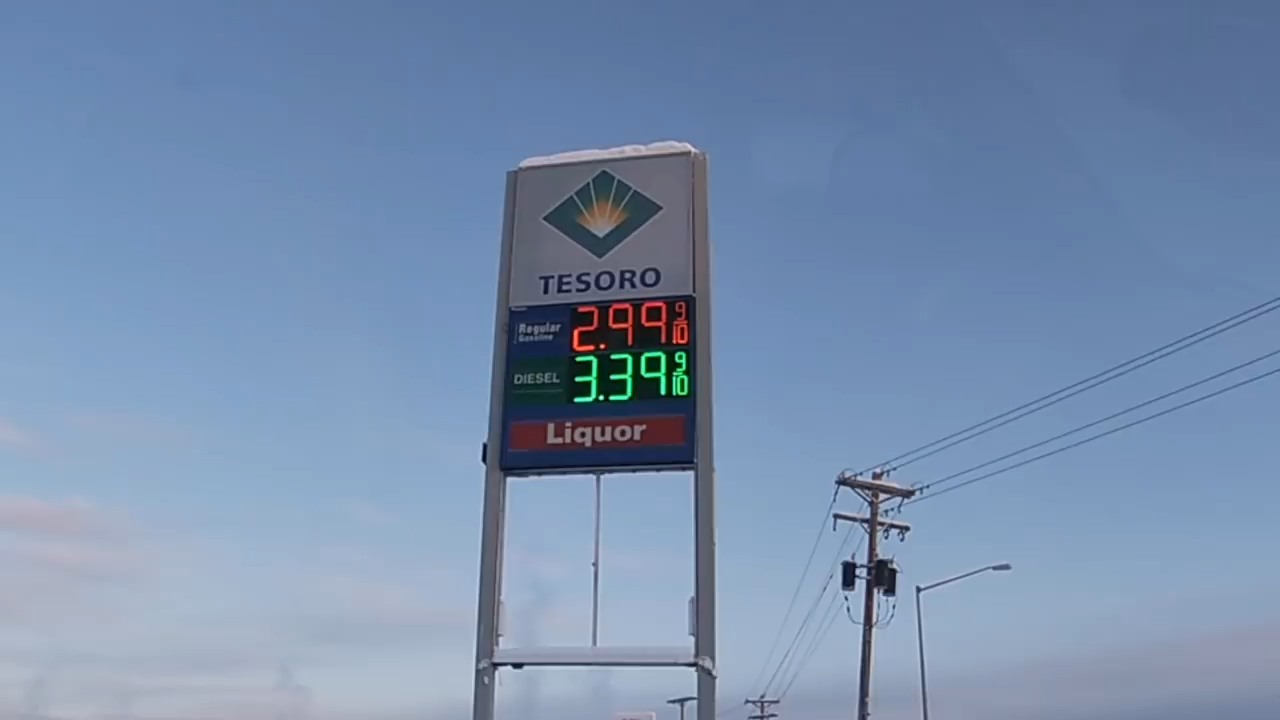 TESORO
Regular 2.99 9/10
Gasoline
DIESEL 3.39 9/10
Liquor